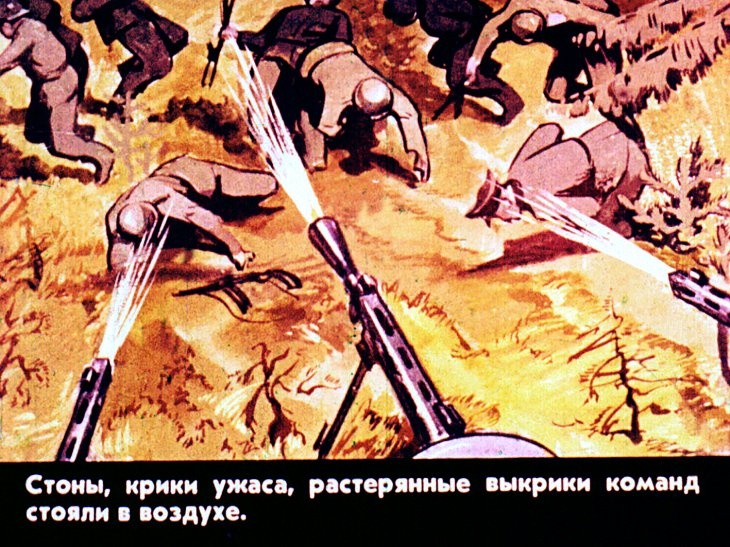 Стоны, крики ужаса, растерянные выкрики команд
стояли в воздухе.